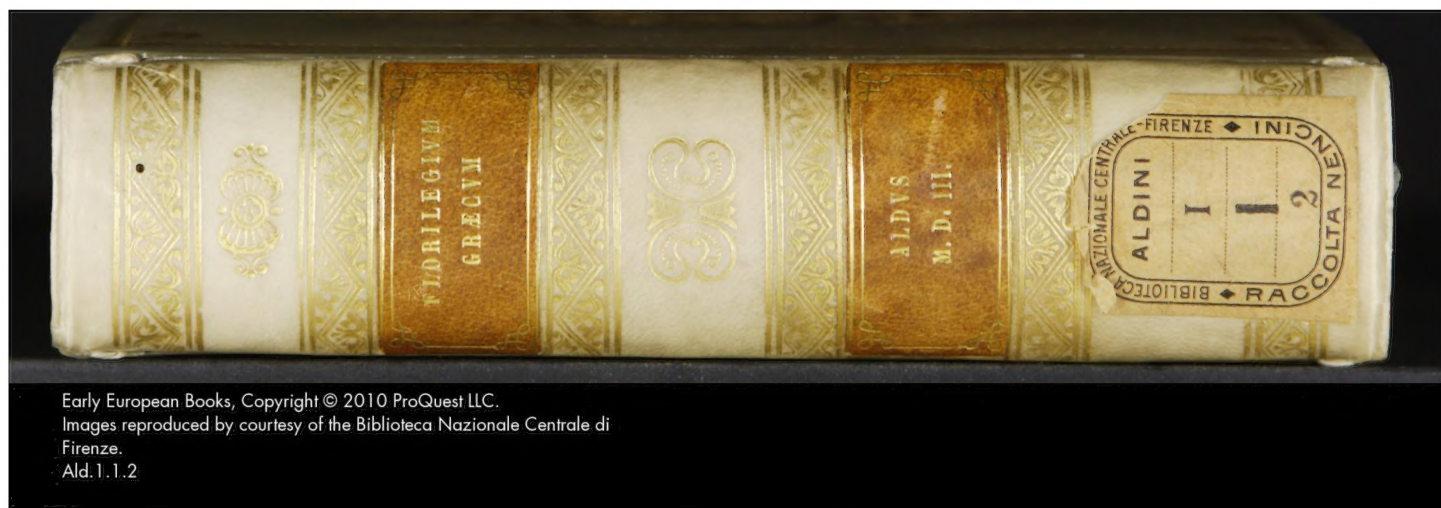 FLORILEGIVM
GRÆCVM
ALDVS
M. D. III.
BIBLIOTECA NAZIONALE CENTRALE-FIRENZE ◆ RACCOLTA NENCINI ◆
ALDINI
I
1
2
Early European Books, Copyright © 2010 ProQuest LLC.
Images reproduced by courtesy of the Biblioteca Nazionale Centrale di
Firenze.
Ald.1.1.2